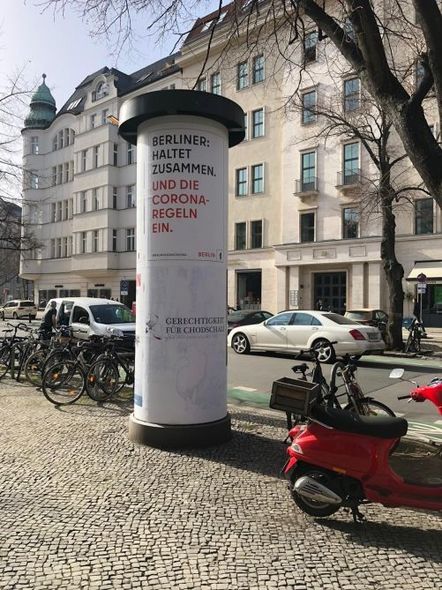 BERLINER:
HALTET
ZUSAMMEN.
UND DIE
CORONA-
REGELN
EIN.
BERLIN
GERECHTIGKEIT
FÜR CHODSCHALI